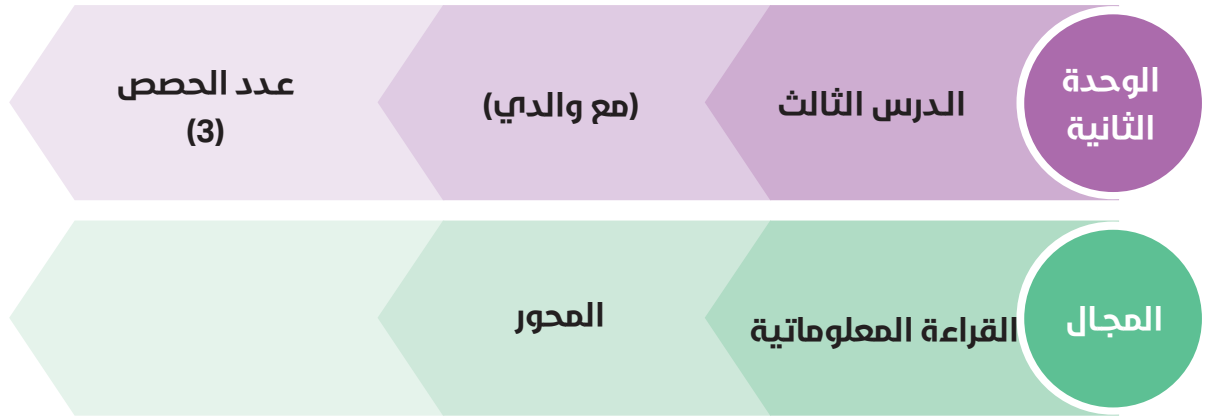 الوحدة
الثانية
الدرس الثالث
(مع والدي)
عدد الحصص
(3)
المجال
القراءة المعلوماتية
المحور